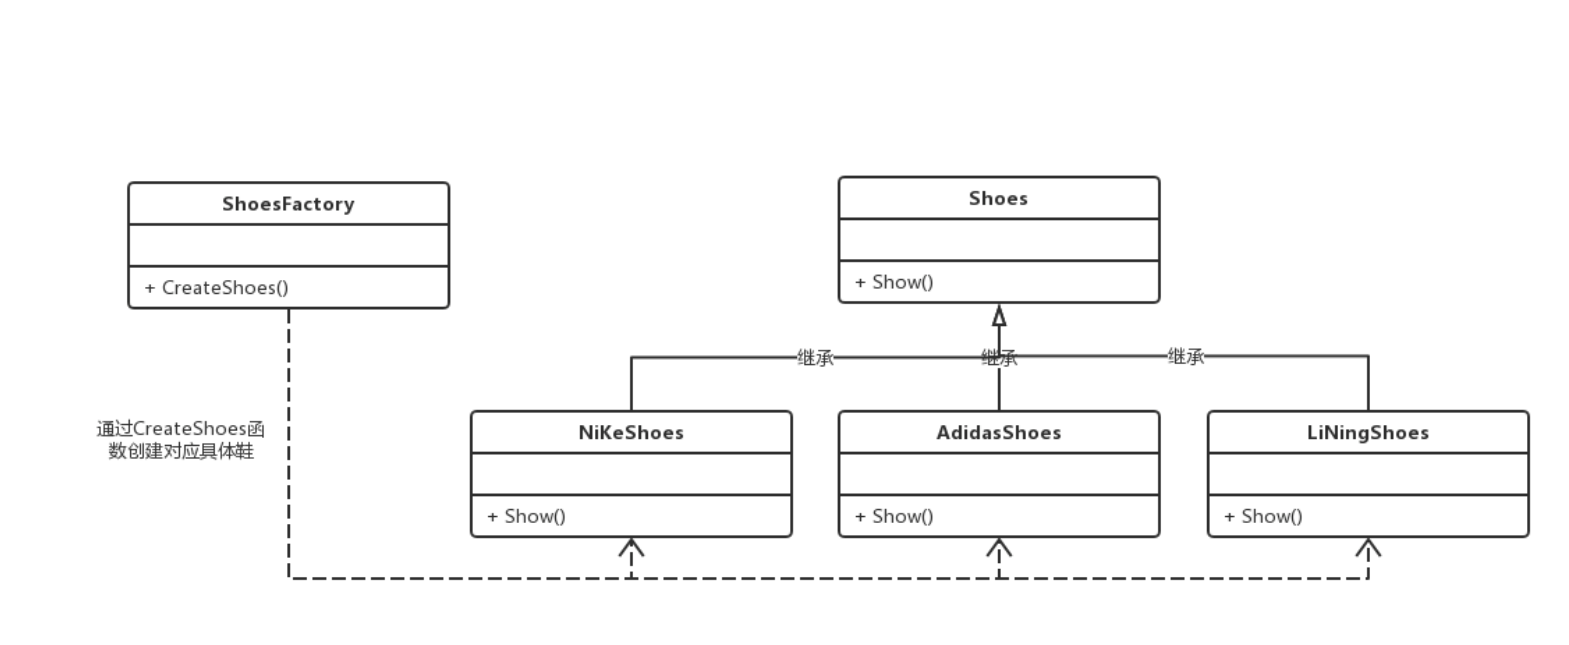 ShoesFactory
+ CreateShoes()
Shoes
+ Show()
继承
继承
继承
通过CreateShoes函
数创建对应具体鞋
NiKeShoes
+ Show()
AdidasShoes
+ Show()
LiNingShoes
+ Show()